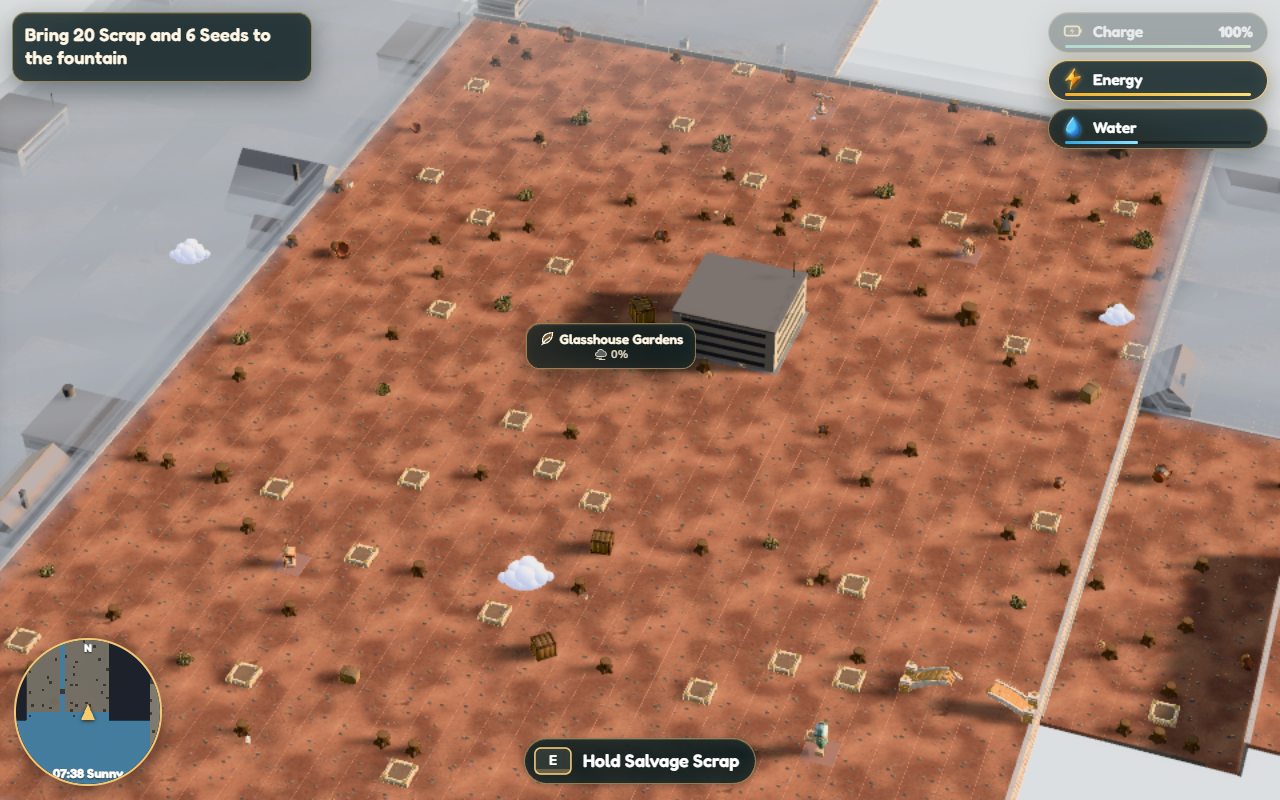 Bring 20 Scrap and 6 Seeds to
the fountain
Charge 100%
Energy
Water
Glasshouse Gardens
0%
N
07:38 Sunny
E Hold Salvage Scrap